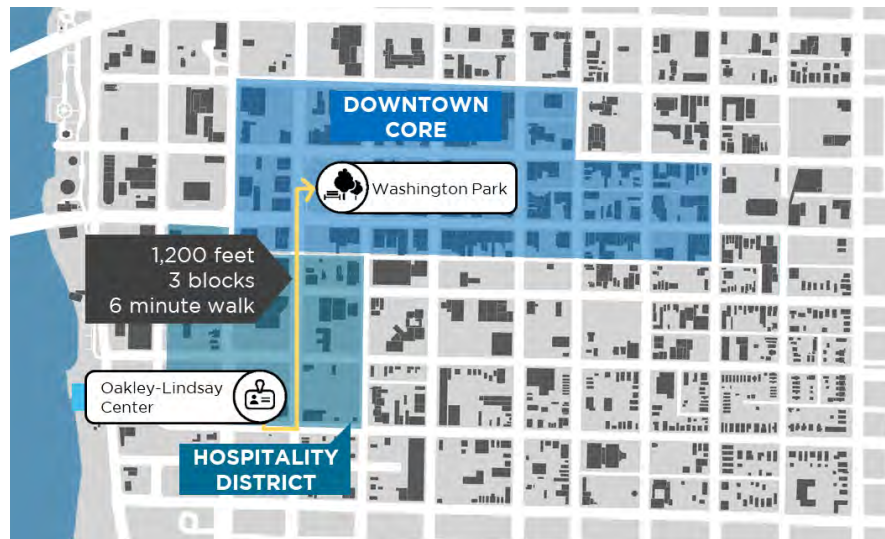 DOWNTOWN
CORE
Washington Park
1,200 feet
3 blocks
6 minute walk
Oakley-Lindsay
Center
HOSPITALITY
DISTRICT